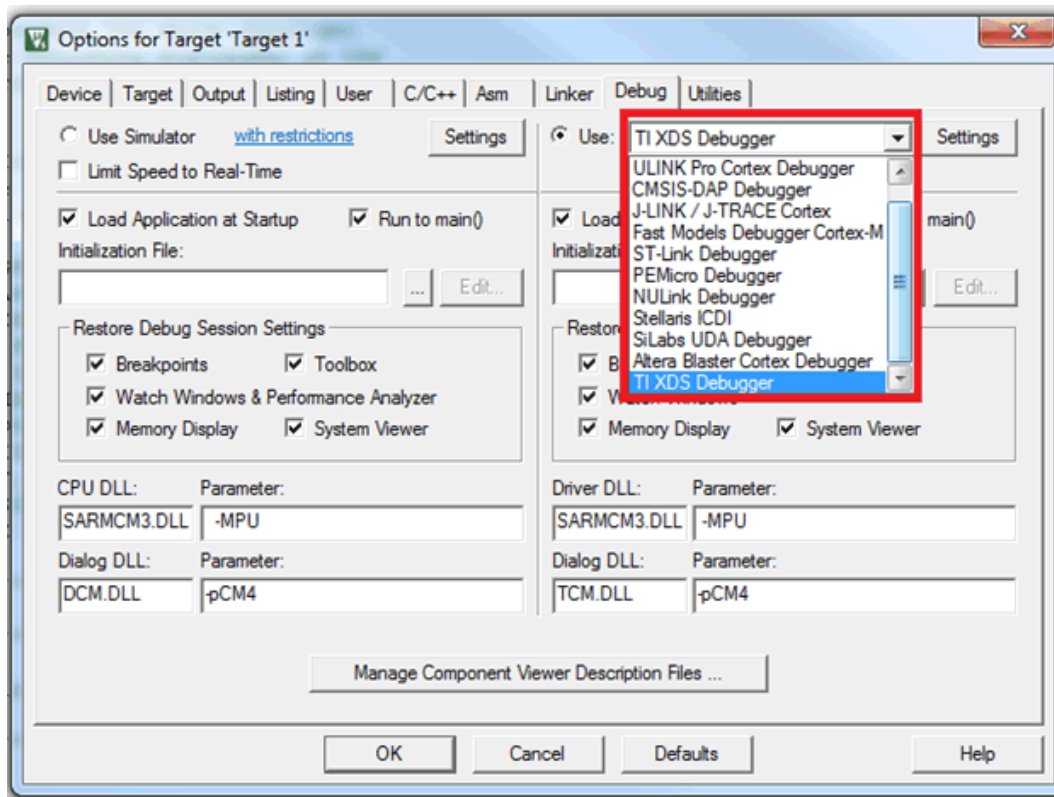 Options for Target 'Target 1'
Device Target Output Listing User C/C++ Asm Linker Debug Utilities
Use Simulator with restrictions Settings
Limit Speed to Real-Time
Load Application at Startup Run to main()
Initialization File:
... Edit...
Restore Debug Session Settings
Breakpoints Toolbox
Watch Windows & Performance Analyzer
Memory Display System Viewer
CPU DLL: Parameter:
SARMCM3.DLL -MPU
Dialog DLL: Parameter:
DCM.DLL -pCM4
Use: TI XDS Debugger Settings
ULINK Pro Cortex Debugger
CMSIS-DAP Debugger
J-LINK / J-TRACE Cortex
Fast Models Debugger Cortex-M
ST-Link Debugger
PEMicro Debugger
NULink Debugger
Stellaris ICDI
SiLabs UDA Debugger
Altera Blaster Cortex Debugger
TI XDS Debugger
Load main()
Edit...
Memory Display System Viewer
Driver DLL: Parameter:
SARMCM3.DLL -MPU
Dialog DLL: Parameter:
TCM.DLL -pCM4
Manage Component Viewer Description Files ...
OK Cancel Defaults Help